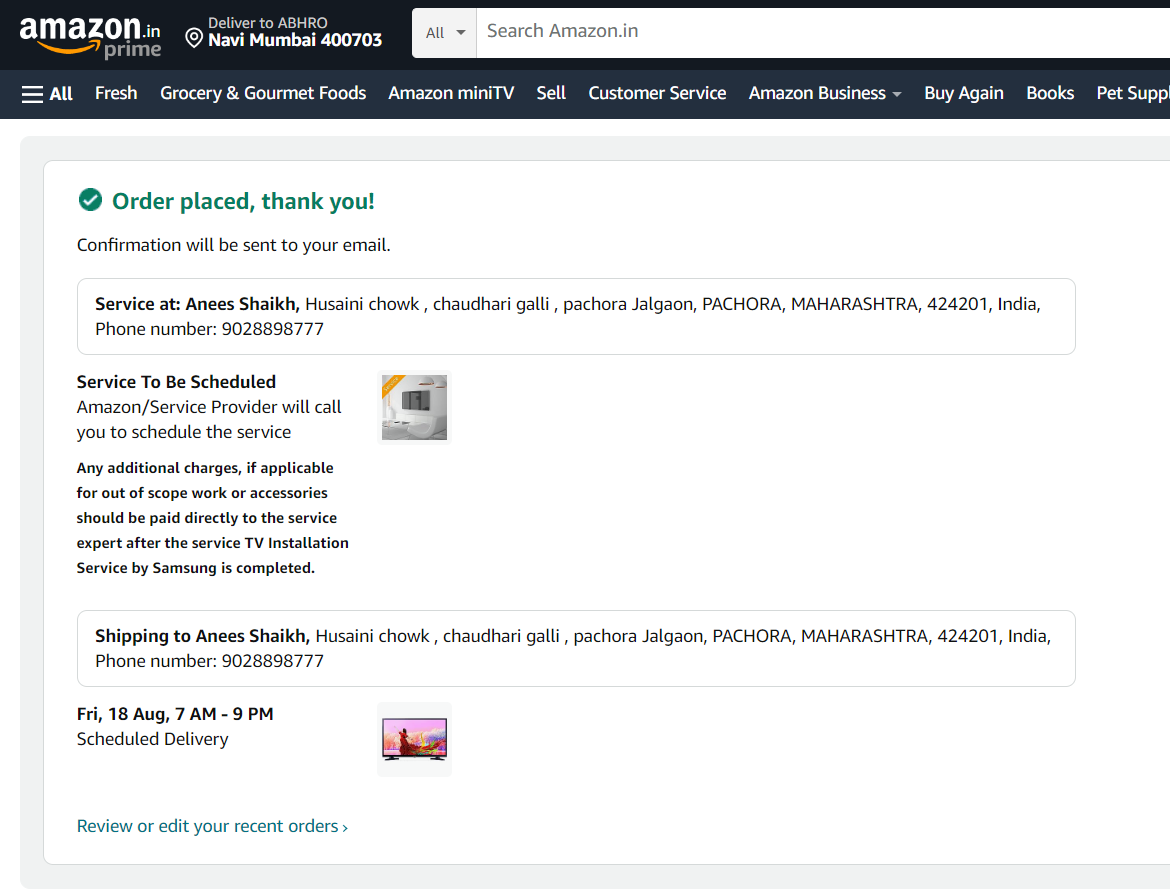 amazon.in
prime
Deliver to ABHRO
Navi Mumbai 400703
All
Search Amazon.in
All Fresh Grocery & Gourmet Foods Amazon miniTV Sell Customer Service Amazon Business Buy Again Books Pet Suppl
Order placed, thank you!
Confirmation will be sent to your email.
Service at: Anees Shaikh, Husaini chowk , chaudhari galli , pachora Jalgaon, PACHORA, MAHARASHTRA, 424201, India,
Phone number: 9028898777
Service To Be Scheduled
Amazon/Service Provider will call
you to schedule the service
Any additional charges, if applicable
for out of scope work or accessories
should be paid directly to the service
expert after the service TV Installation
Service by Samsung is completed.
Shipping to Anees Shaikh, Husaini chowk , chaudhari galli , pachora Jalgaon, PACHORA, MAHARASHTRA, 424201, India,
Phone number: 9028898777
Fri, 18 Aug, 7 AM - 9 PM
Scheduled Delivery
Review or edit your recent orders ›